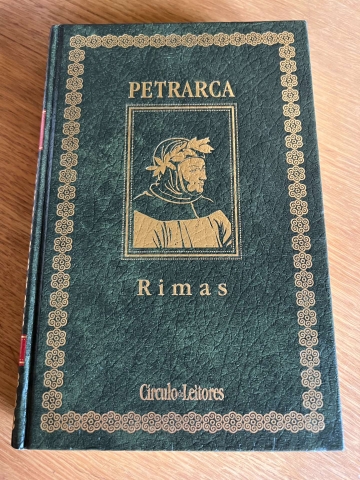 PETRARCA
Rimas
Círculo de Leitores